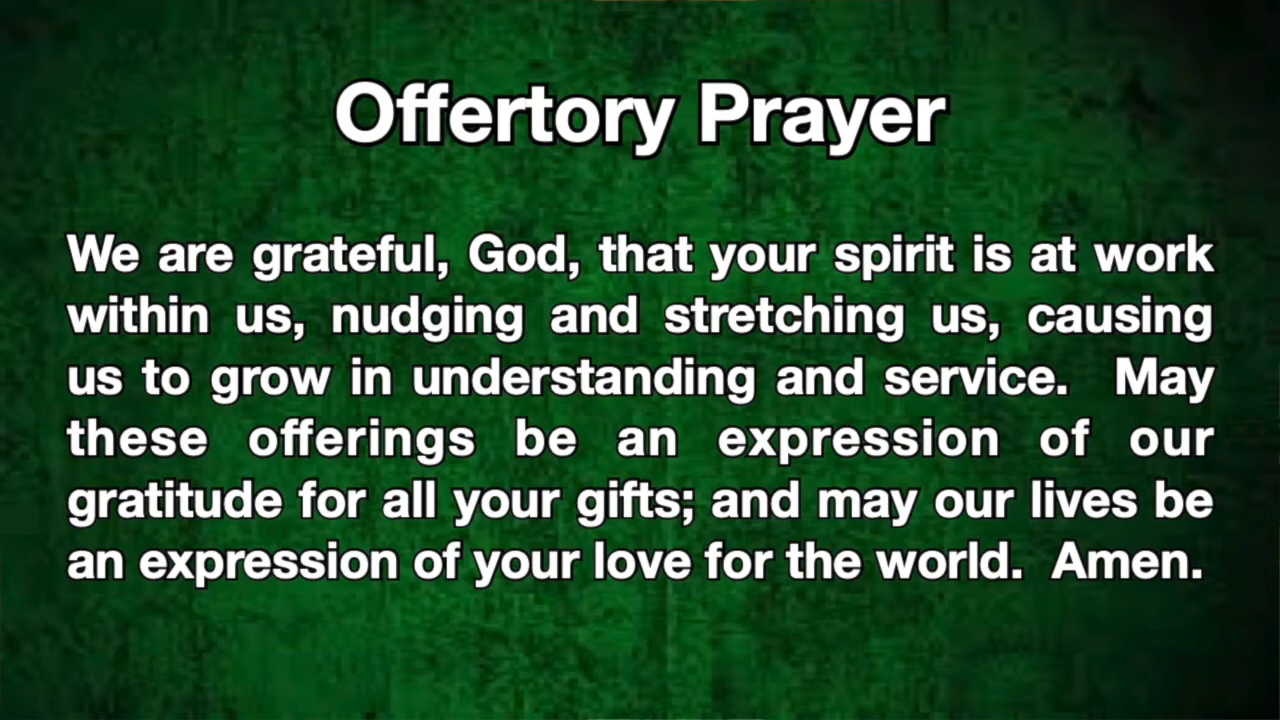 Offertory Prayer
We are grateful, God, that your spirit is at work
within us, nudging and stretching us, causing
us to grow in understanding and service.  May
these offerings be an expression of our
gratitude for all your gifts; and may our lives be
an expression of your love for the world.  Amen.